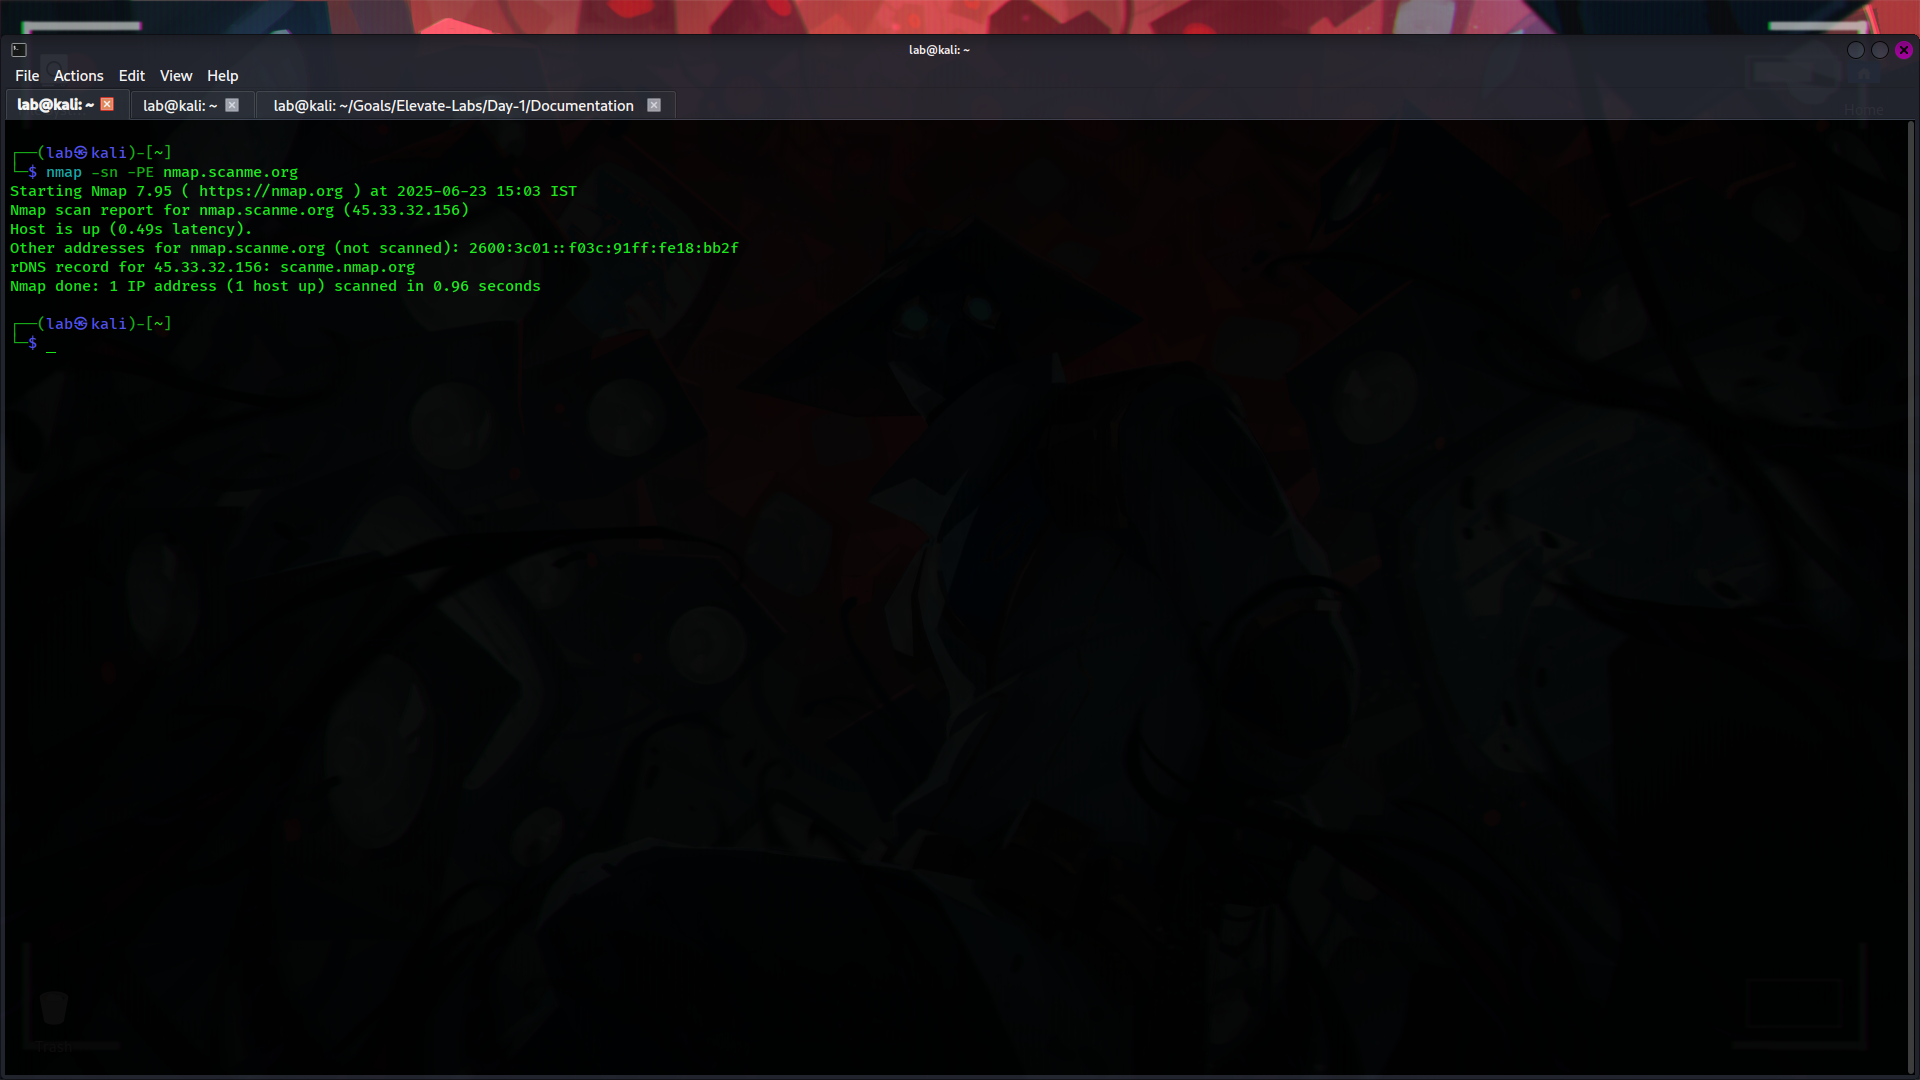 lab@kali: ~
File Actions Edit View Help
lab@kali: ~
lab@kali: ~
lab@kali: ~/Goals/Elevate-Labs/Day-1/Documentation
Home
┌──(lab㉿kali)-[~]
└─$ nmap -sn -PE nmap.scanme.org
Starting Nmap 7.95 ( https://nmap.org ) at 2025-06-23 15:03 IST
Nmap scan report for nmap.scanme.org (45.33.32.156)
Host is up (0.49s latency).
Other addresses for nmap.scanme.org (not scanned): 2600:3c01::f03c:91ff:fe18:bb2f
rDNS record for 45.33.32.156: scanme.nmap.org
Nmap done: 1 IP address (1 host up) scanned in 0.96 seconds
┌──(lab㉿kali)-[~]
└─$ _
Trash